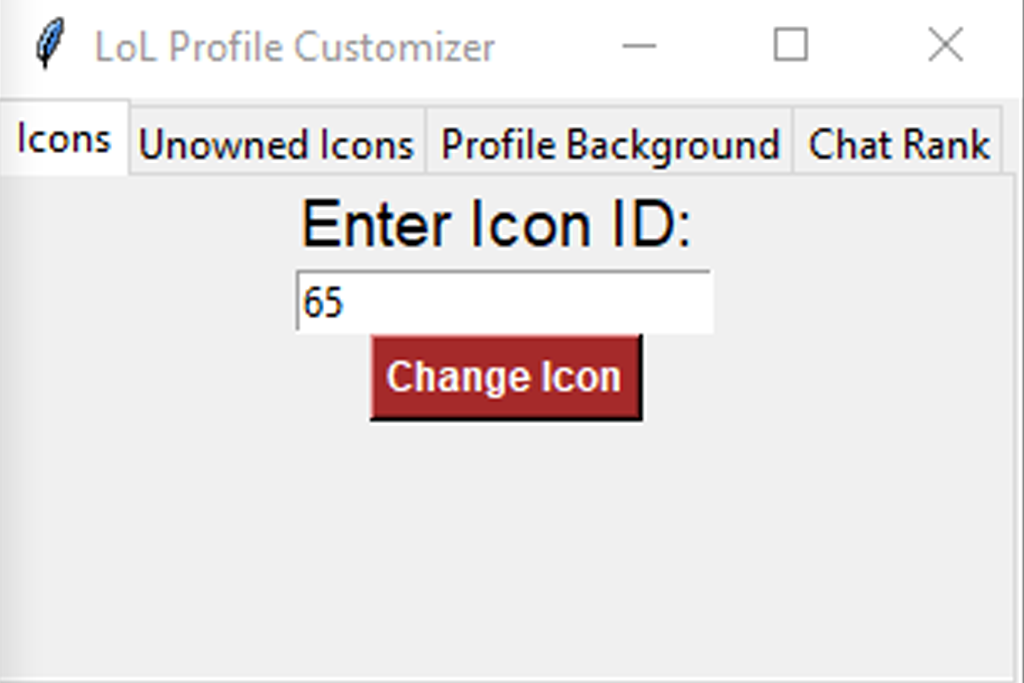 LoL Profile Customizer
Icons Unowned Icons Profile Background Chat Rank
Enter Icon ID:
65
Change Icon